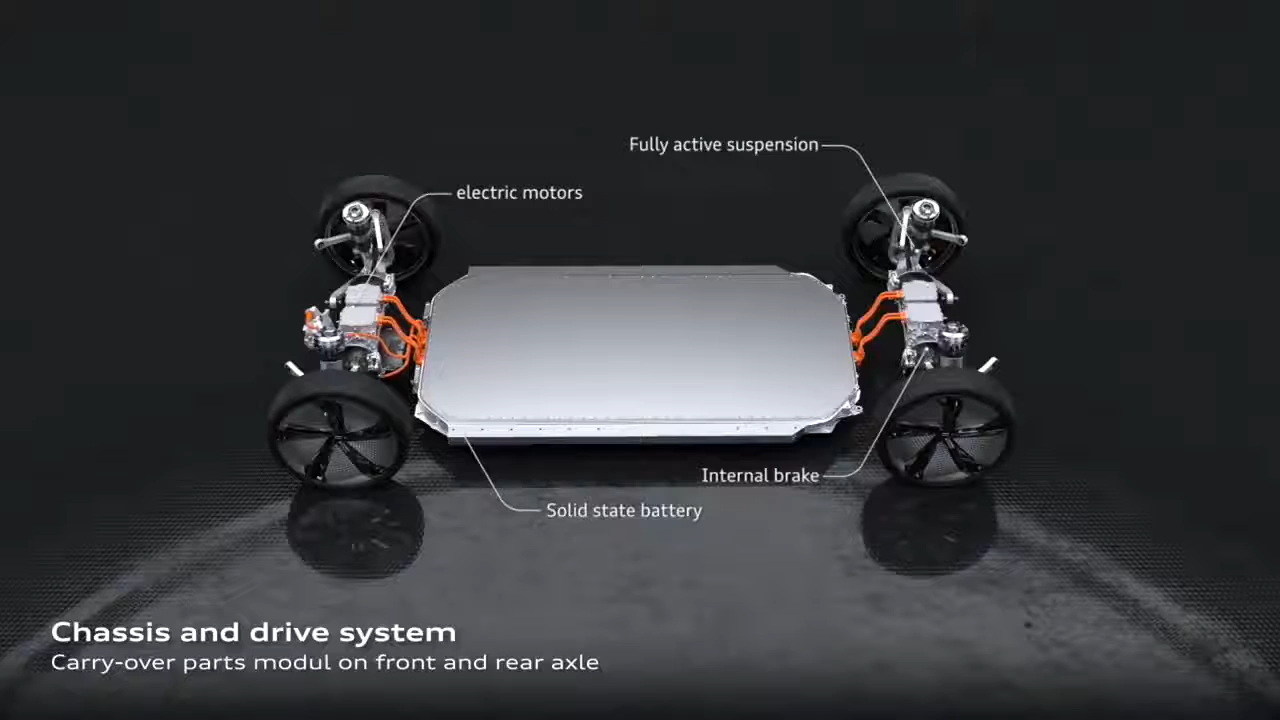 Fully active suspension
electric motors
Internal brake
Solid state battery
Chassis and drive system
Carry-over parts modul on front and rear axle